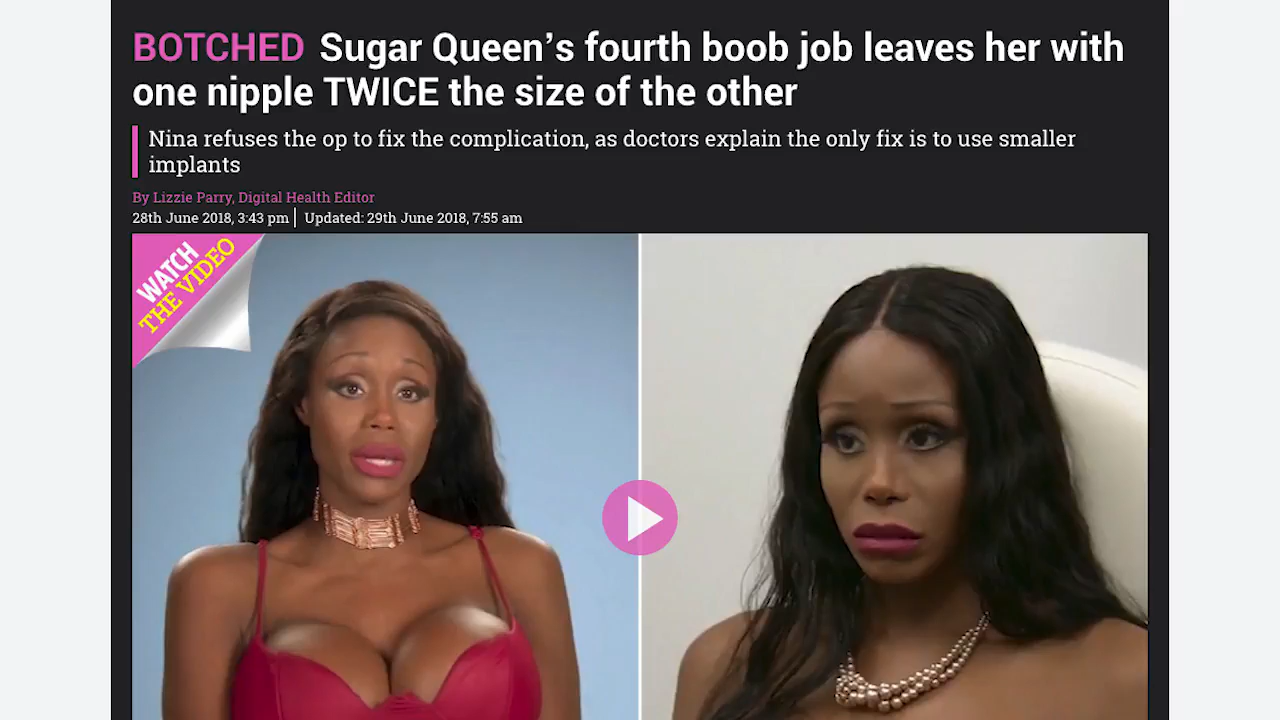 BOTCHED Sugar Queen’s fourth boob job leaves her with
one nipple TWICE the size of the other
Nina refuses the op to fix the complication, as doctors explain the only fix is to use smaller
implants
By Lizzie Parry, Digital Health Editor
28th June 2018, 3:43 pm | Updated: 29th June 2018, 7:55 am
WATCH
THE VIDEO